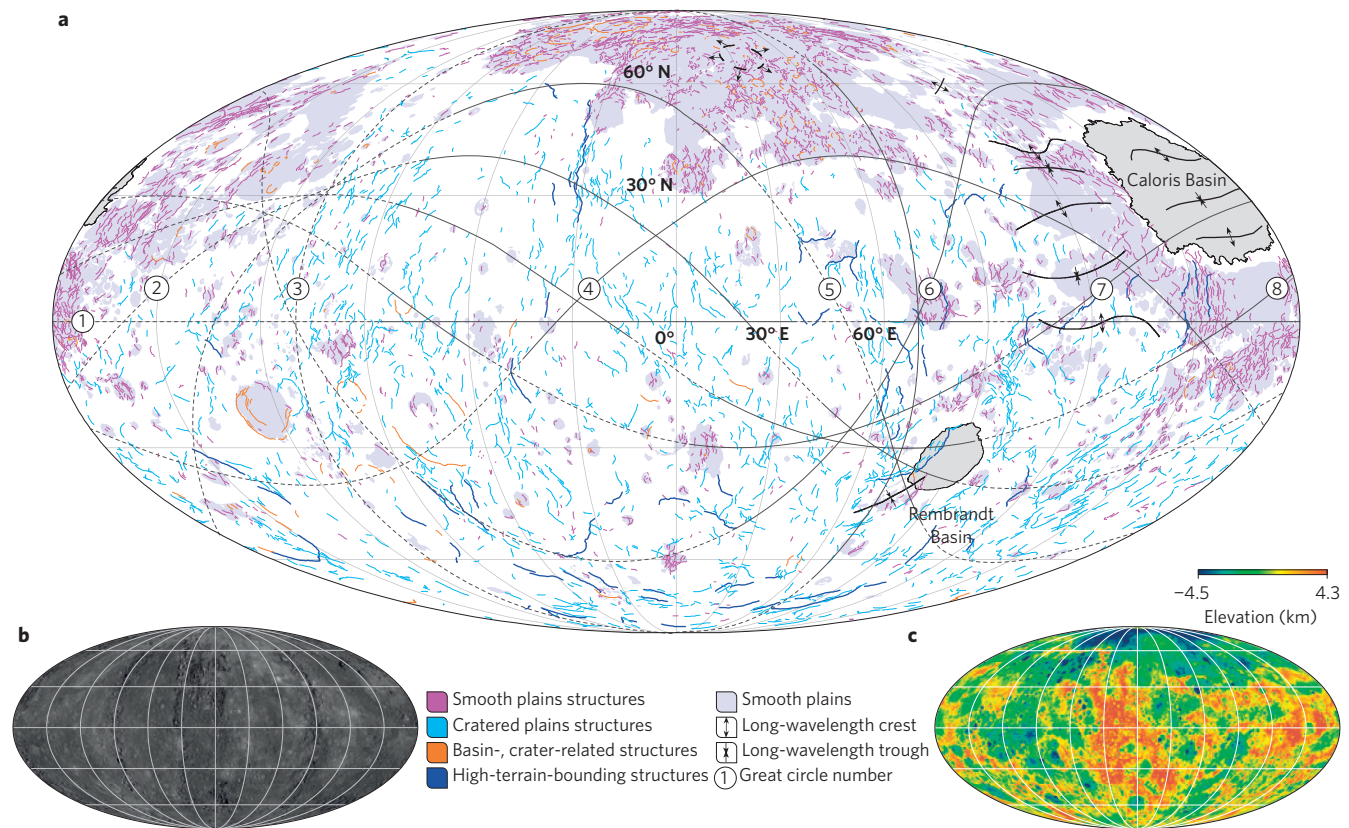 a
60° N
Caloris Basin
30° N
2
3
4
5
6
7
8
1
0°
30° E
60° E
Rembrandt
Basin
−4.5
4.3
Elevation (km)
b
c
Smooth plains structures
Cratered plains structures
Basin-, crater-related structures
High-terrain-bounding structures
Smooth plains
Long-wavelength crest
Long-wavelength trough
1 Great circle number